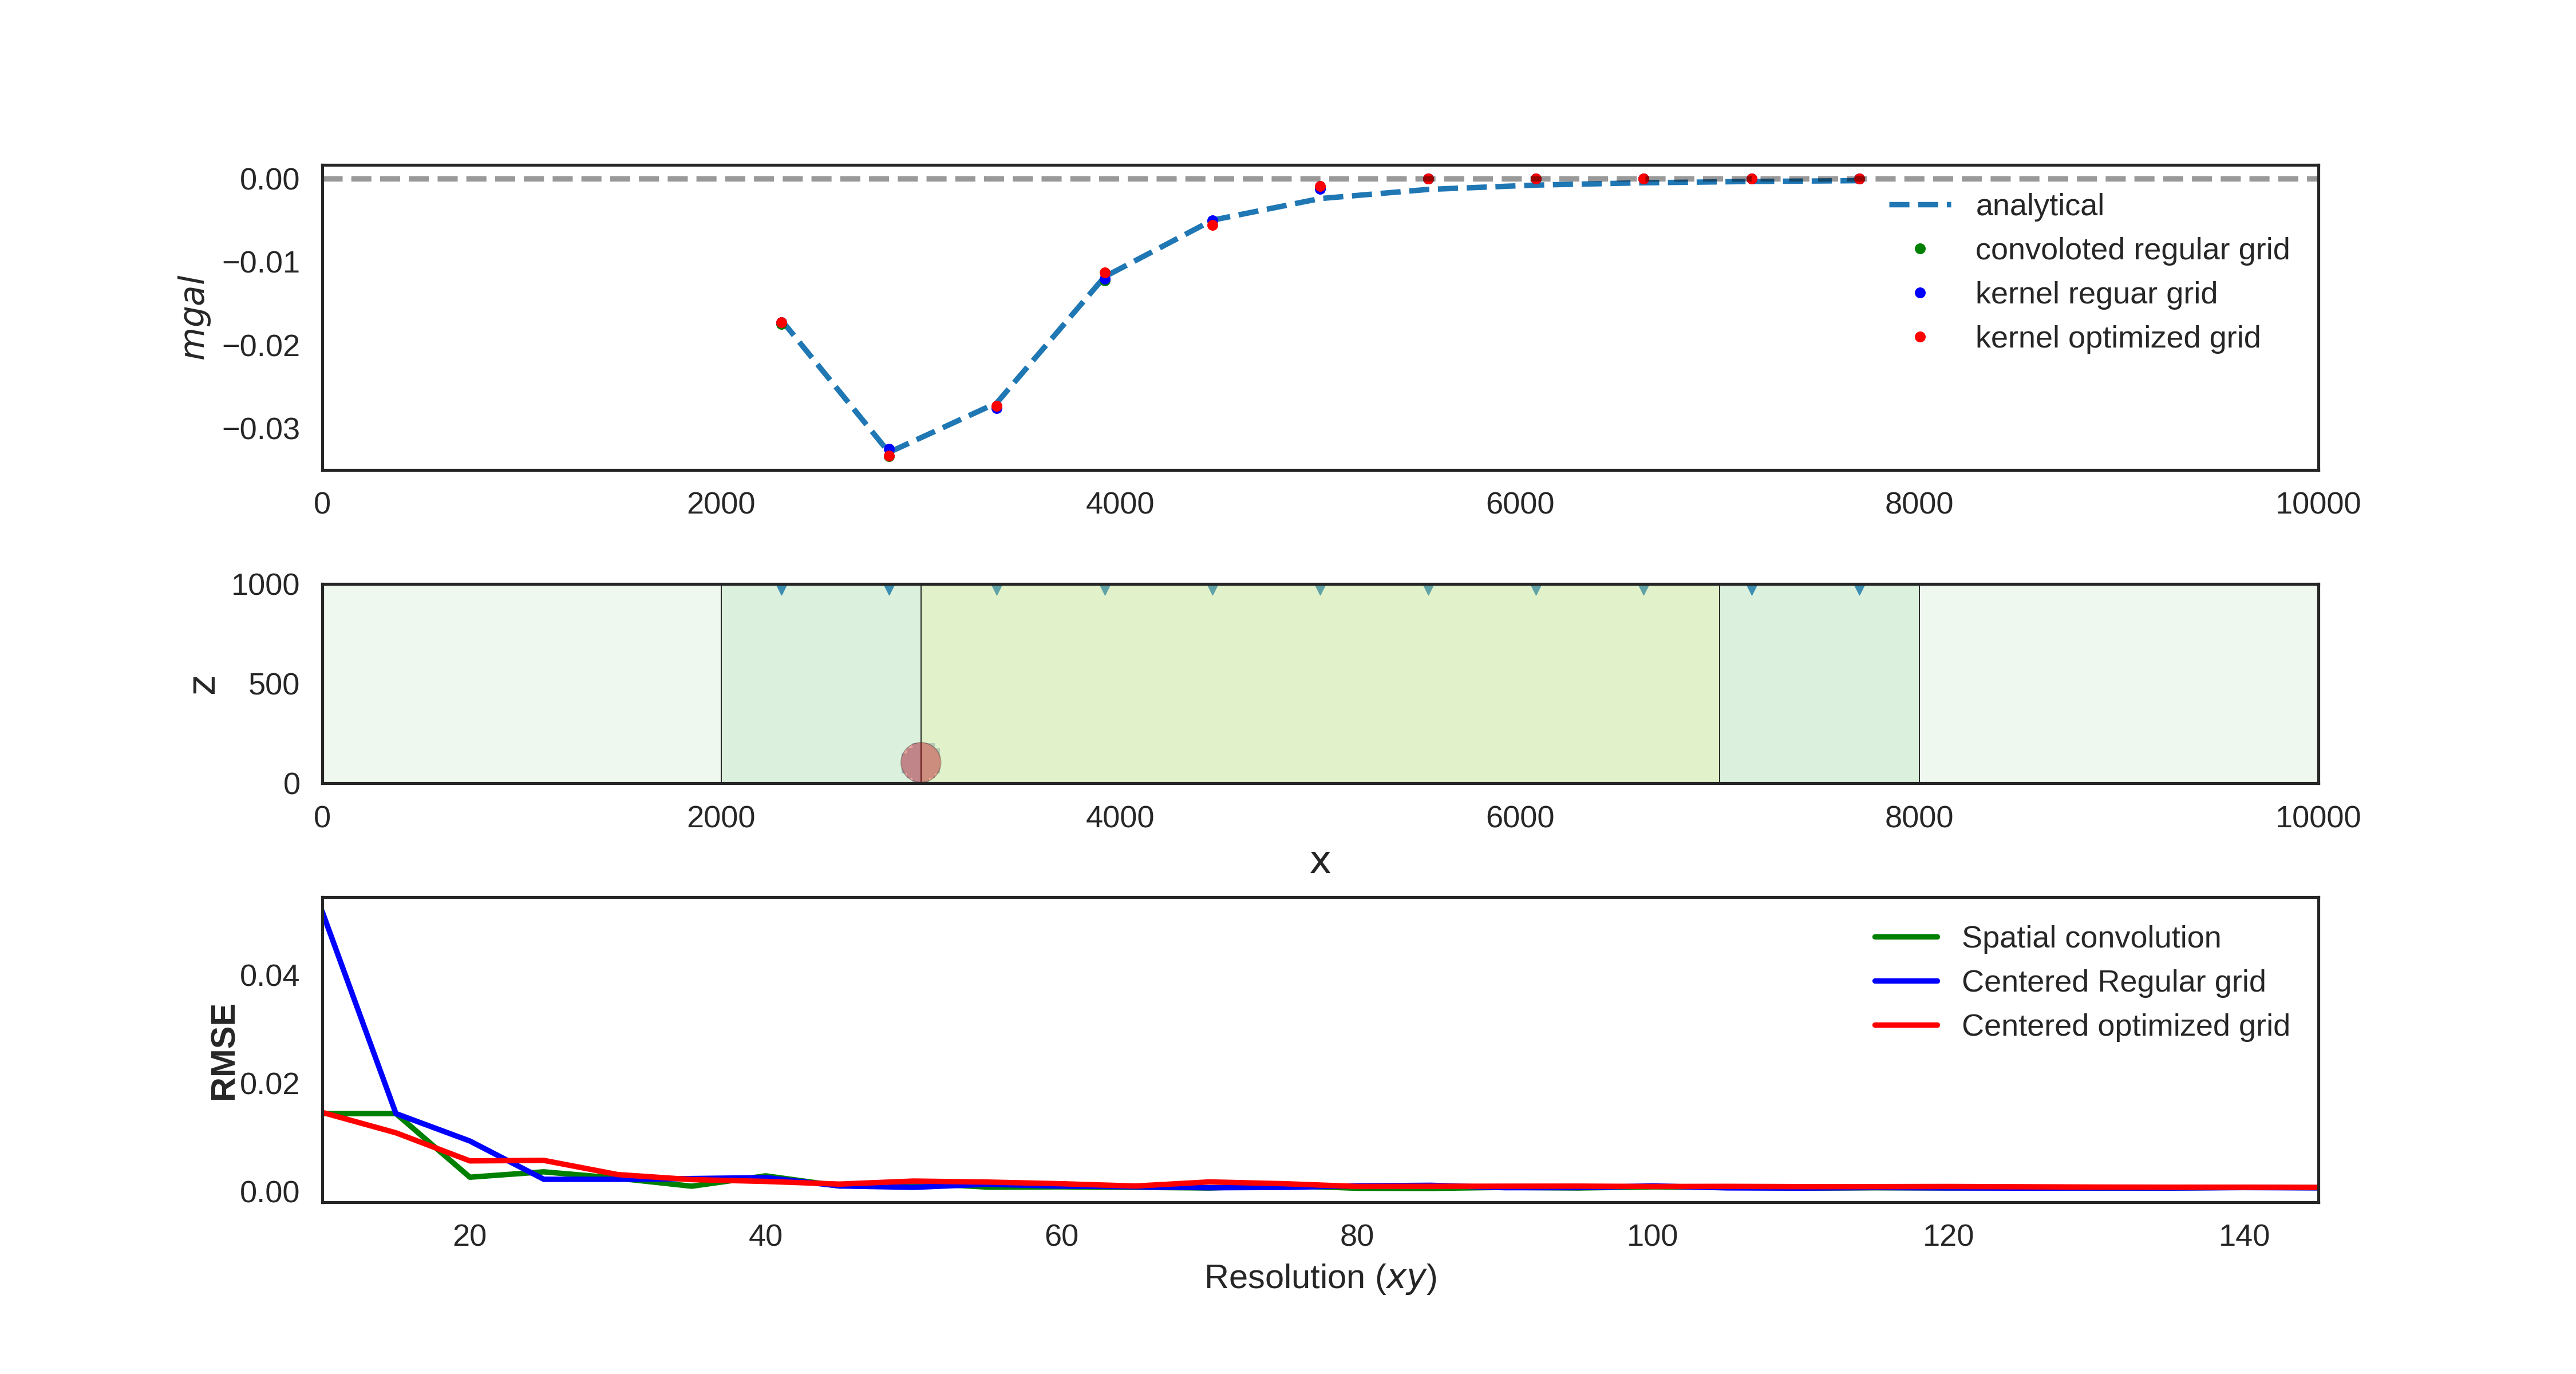 0.00
−0.01
−0.02
−0.03
mgal
analytical
convoloted regular grid
kernel reguar grid
kernel optimized grid
0 2000 4000 6000 8000 10000
1000
500
0
z
0 2000 4000 6000 8000 10000
x
0.04
0.02
0.00
RMSE
Spatial convolution
Centered Regular grid
Centered optimized grid
20 40 60 80 100 120 140
Resolution (xy)